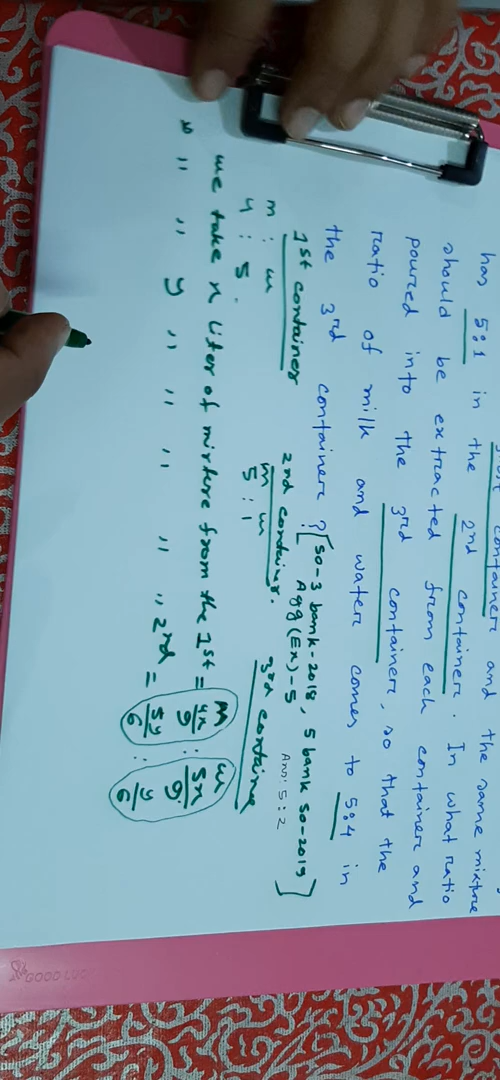 container and the same mixture
has 5:1 in the 2nd container. In what ratio
should be extracted from each container and
poured into the 3rd container, so that the
ratio of milk and water comes to 5:4 in
the 3rd container ? [SO-3 bank-2018, 5 bank SO-2019]
Agg (Ex)-5
Ans: 5:2
1st container 2nd container. 3rd containe
m : w m w
4 : 5. 5 : 1
M w
we take x liter of mixture from the 1st = 4x/9 : 5x/9
" " " y " " " " " 2nd = 5y/6 : y/6